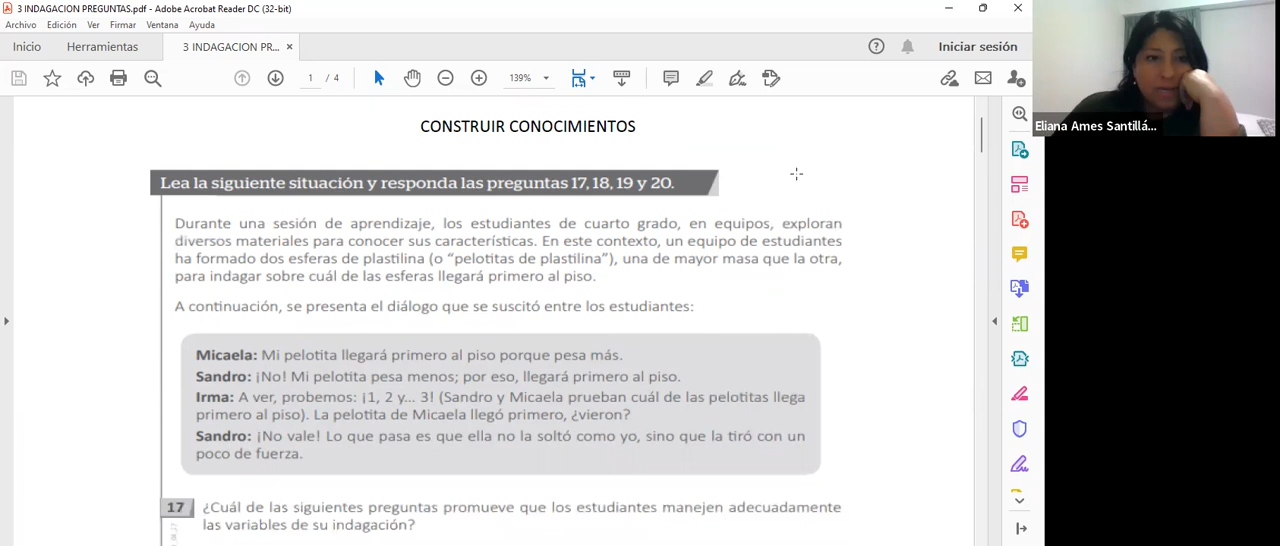 3 INDAGACION PREGUNTAS.pdf - Adobe Acrobat Reader DC (32-bit)
Archivo Edición Ver Firmar Ventana Ayuda
Inicio Herramientas 3 INDAGACION PR... × Iniciar sesión
1 / 4 139%
Eliana Ames Santillá...
CONSTRUIR CONOCIMIENTOS
Lea la siguiente situación y responda las preguntas 17, 18, 19 y 20.
Durante una sesión de aprendizaje, los estudiantes de cuarto grado, en equipos, exploran
diversos materiales para conocer sus características. En este contexto, un equipo de estudiantes
ha formado dos esferas de plastilina (o “pelotitas de plastilina”), una de mayor masa que la otra,
para indagar sobre cuál de las esferas llegará primero al piso.
A continuación, se presenta el diálogo que se suscitó entre los estudiantes:
Micaela: Mi pelotita llegará primero al piso porque pesa más.
Sandro: ¡No! Mi pelotita pesa menos; por eso, llegará primero al piso.
Irma: A ver, probemos: ¡1, 2 y... 3! (Sandro y Micaela prueban cuál de las pelotitas llega
primero al piso). La pelotita de Micaela llegó primero, ¿vieron?
Sandro: ¡No vale! Lo que pasa es que ella no la soltó como yo, sino que la tiró con un
poco de fuerza.
17 ¿Cuál de las siguientes preguntas promueve que los estudiantes manejen adecuadamente
las variables de su indagación?